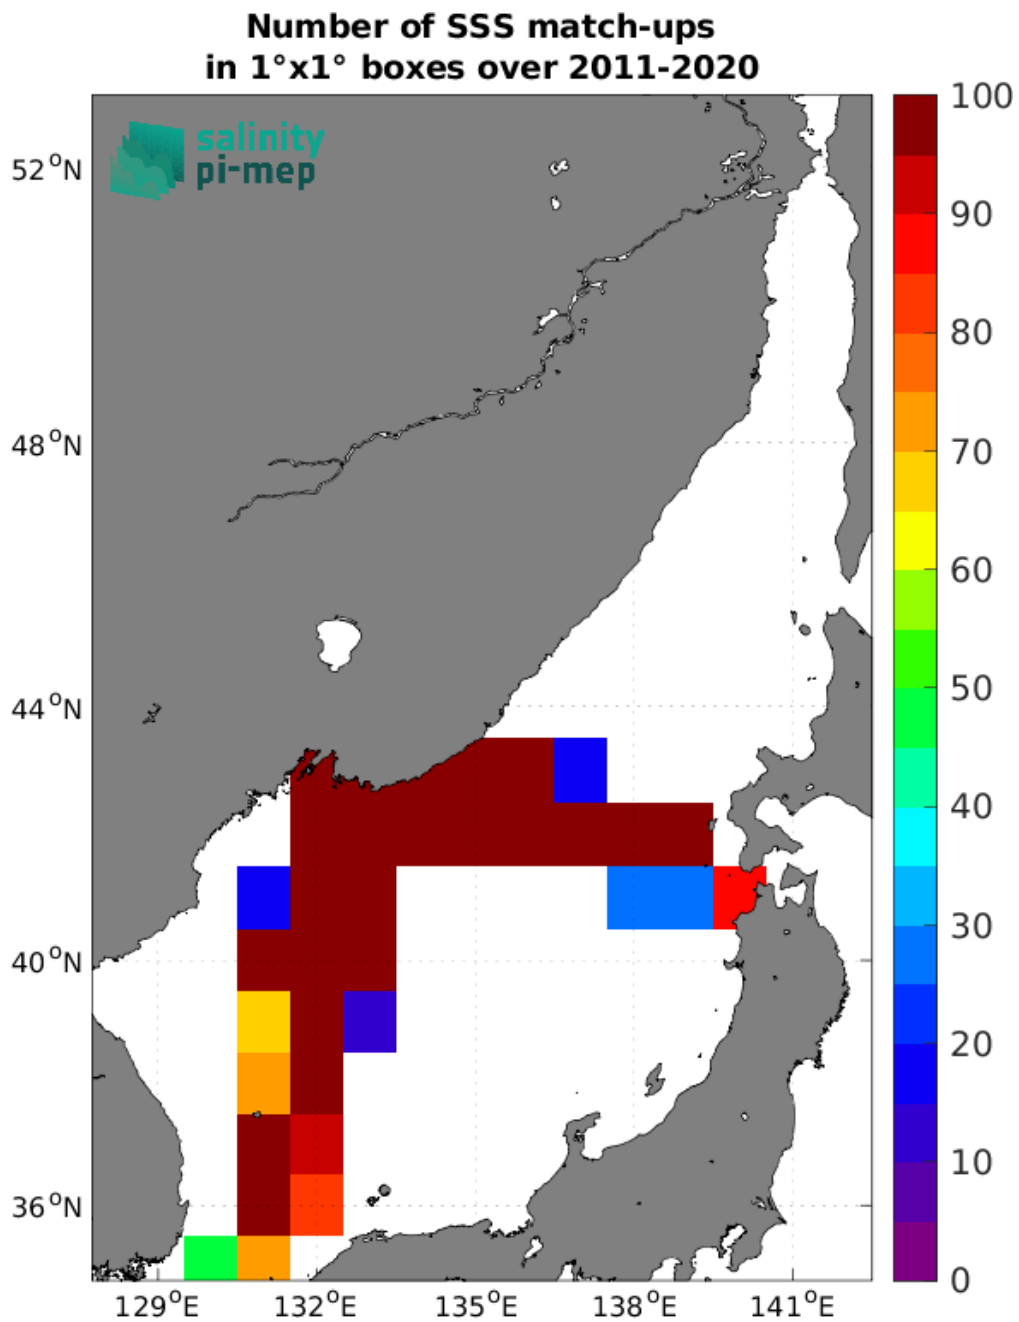 Number of SSS match-ups
in 1°x1° boxes over 2011-2020
salinity
pi-mep
52°N
48°N
44°N
40°N
36°N
129°E 132°E 135°E 138°E 141°E
100
90
80
70
60
50
40
30
20
10
0